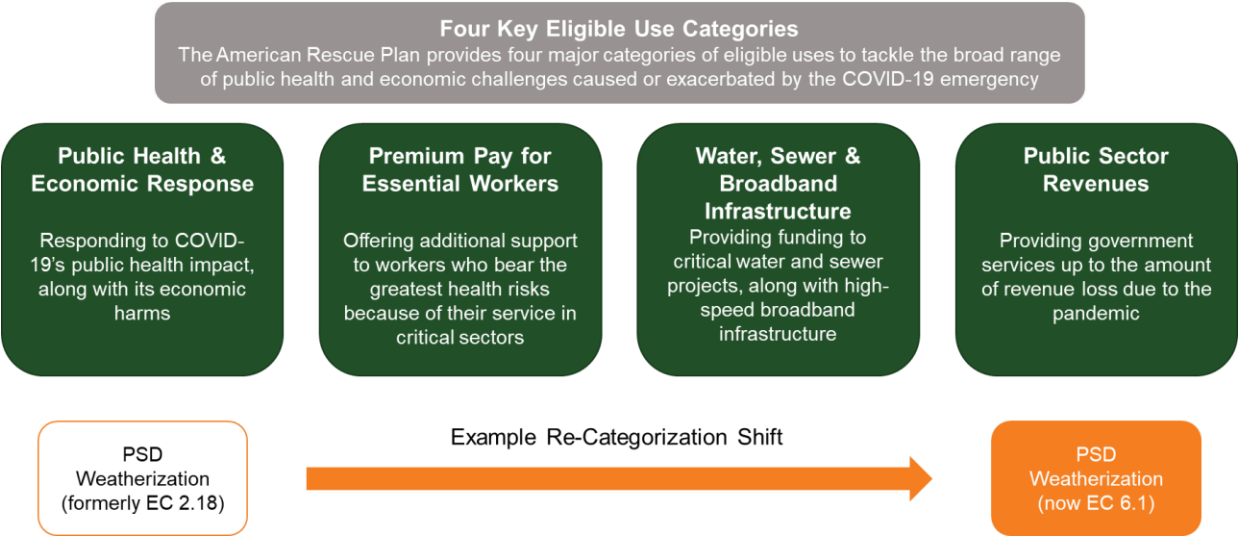 Four Key Eligible Use Categories
The American Rescue Plan provides four major categories of eligible uses to tackle the broad range
of public health and economic challenges caused or exacerbated by the COVID-19 emergency
Public Health &
Economic Response
Responding to COVID-
19's public health impact,
along with its economic
harms
Premium Pay for
Essential Workers
Offering additional support
to workers who bear the
greatest health risks
because of their service in
critical sectors
Water, Sewer &
Broadband
Infrastructure
Providing funding to
critical water and sewer
projects, along with high-
speed broadband
infrastructure
Public Sector
Revenues
Providing government
services up to the amount
of revenue loss due to the
pandemic
PSD
Weatherization
(formerly EC 2.18)
Example Re-Categorization Shift
PSD
Weatherization
(now EC 6.1)